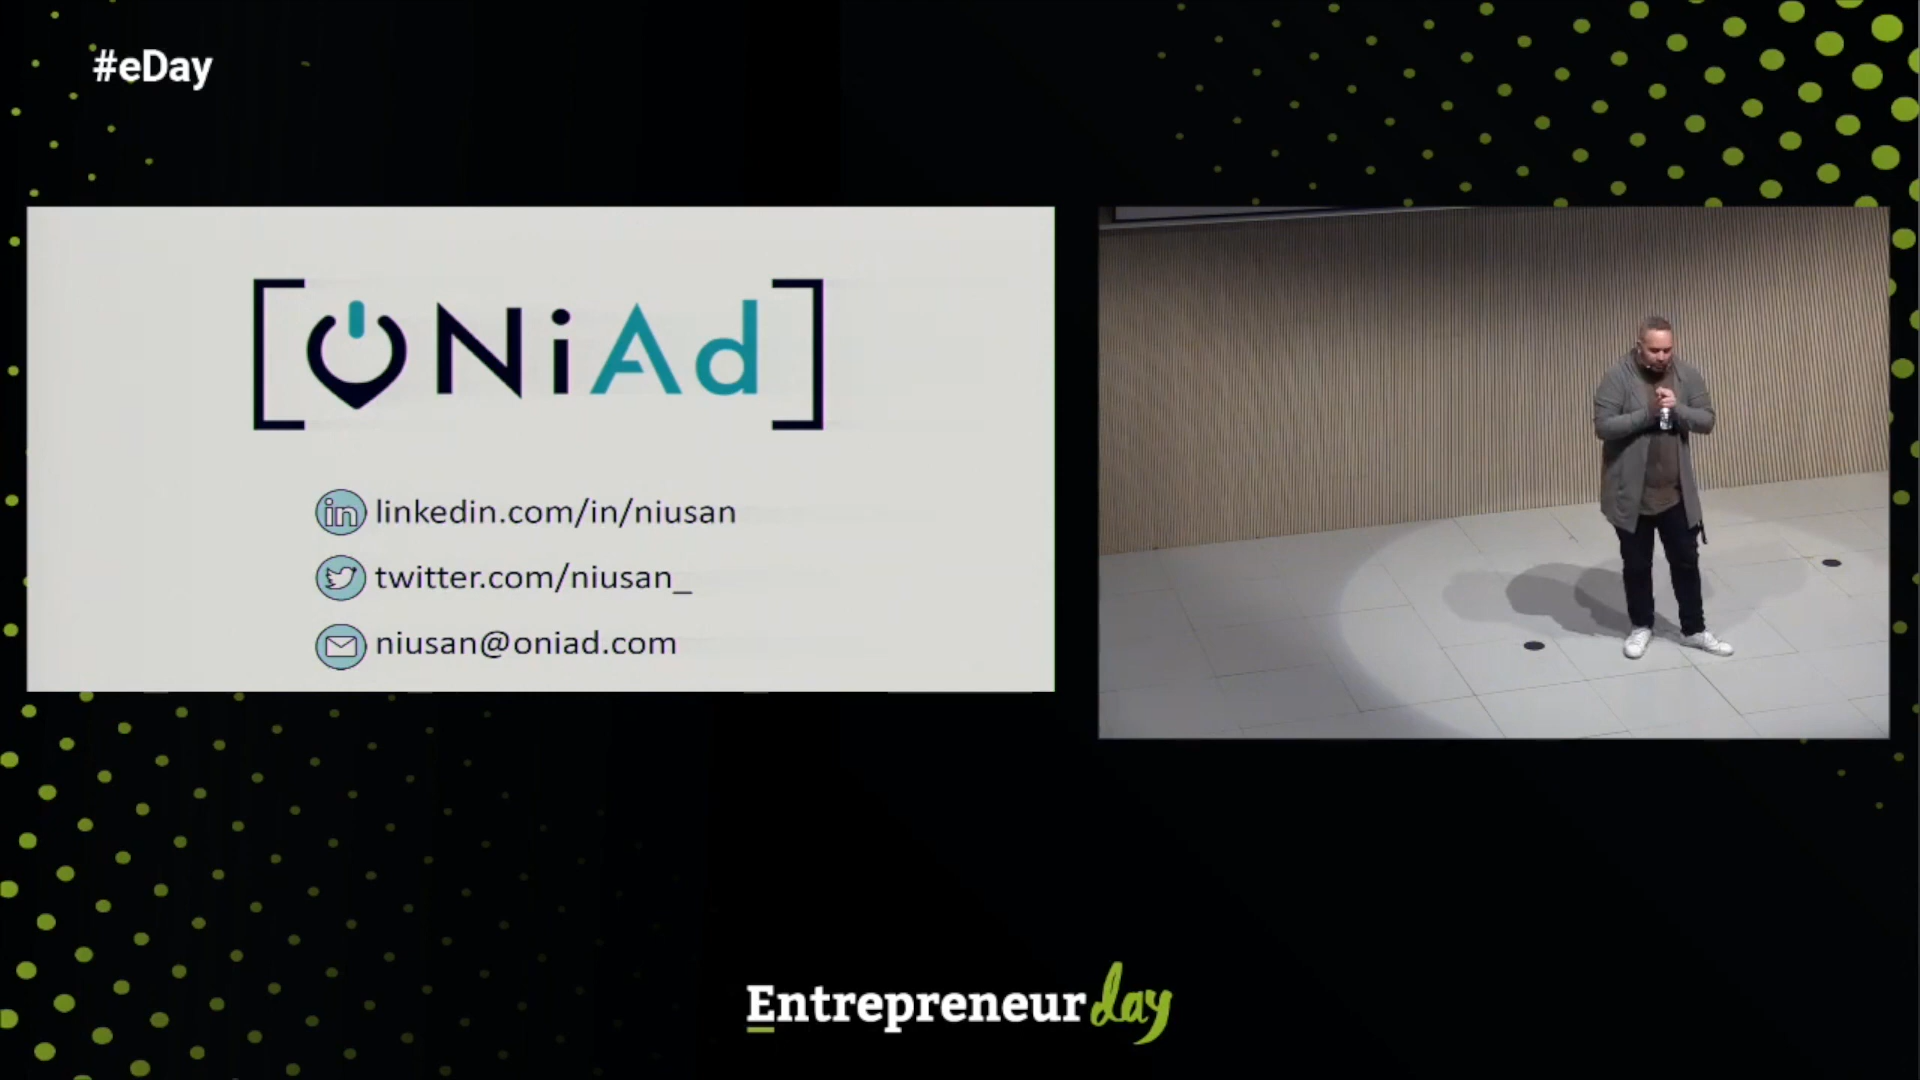 #eDay
[ONiAd]
linkedin.com/in/niusan
twitter.com/niusan_
niusan@oniad.com
Entrepreneur day